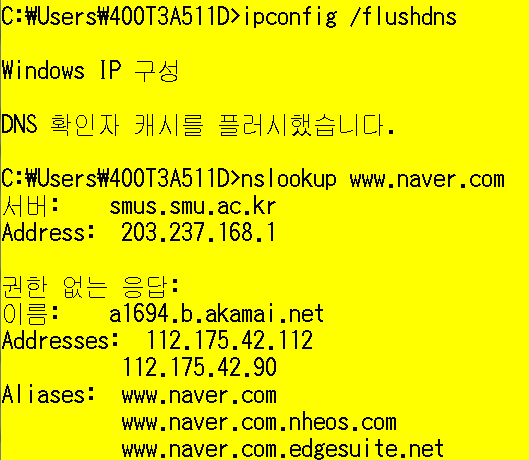 C:₩Users₩400T3A511D>ipconfig /flushdns
Windows IP 구성
DNS 확인자 캐시를 플러시했습니다.
C:₩Users₩400T3A511D>nslookup www.naver.com
서버:    smus.smu.ac.kr
Address:  203.237.168.1
권한 없는 응답:
이름:    a1694.b.akamai.net
Addresses:  112.175.42.112
112.175.42.90
Aliases:  www.naver.com
www.naver.com.nheos.com
www.naver.com.edgesuite.net